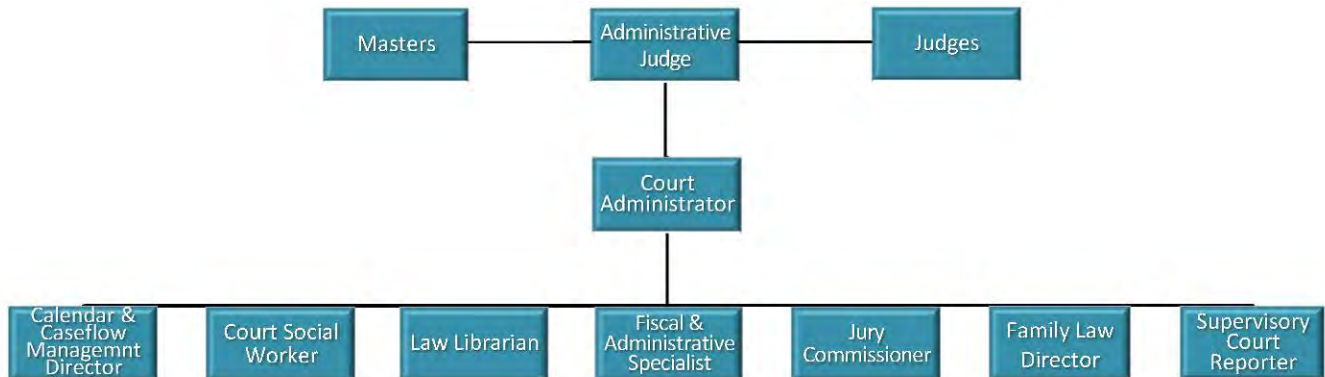 Masters
Administrative
Judge
Judges
Court
Administrator
Calendar &
Caseflow
Managemnt
Director
Court Social
Worker
Law Librarian
Fiscal &
Administrative
Specialist
Jury
Commissioner
Family Law
Director
Supervisory
Court
Reporter